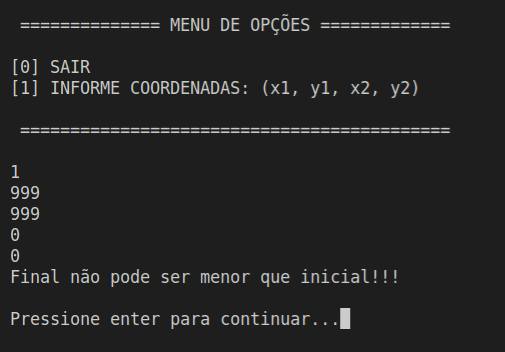 ============== MENU DE OPÇÕES =============
[0] SAIR
[1] INFORME COORDENADAS: (x1, y1, x2, y2)
===========================================
1
999
999
0
0
Final não pode ser menor que inicial!!!
Pressione enter para continuar...